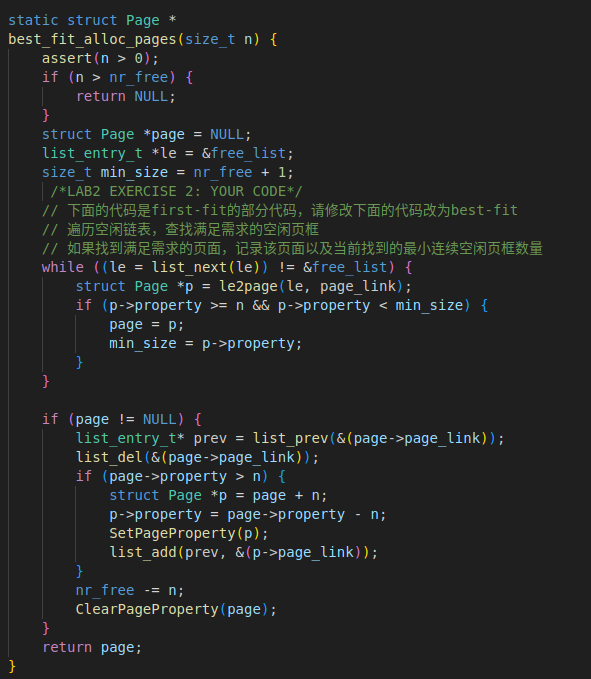 static struct Page *
best_fit_alloc_pages(size_t n) {
    assert(n > 0);
    if (n > nr_free) {
        return NULL;
    }
    struct Page *page = NULL;
    list_entry_t *le = &free_list;
    size_t min_size = nr_free + 1;
     /*LAB2 EXERCISE 2: YOUR CODE*/
    // 下面的代码是first-fit的部分代码，请修改下面的代码改为best-fit
    // 遍历空闲链表，查找满足需求的空闲页框
    // 如果找到满足需求的页面，记录该页面以及当前找到的最小连续空闲页框数量
    while ((le = list_next(le)) != &free_list) {
        struct Page *p = le2page(le, page_link);
        if (p->property >= n && p->property < min_size) {
            page = p;
            min_size = p->property;
        }
    }

    if (page != NULL) {
        list_entry_t* prev = list_prev(&(page->page_link));
        list_del(&(page->page_link));
        if (page->property > n) {
            struct Page *p = page + n;
            p->property = page->property - n;
            SetPageProperty(p);
            list_add(prev, &(p->page_link));
        }
        nr_free -= n;
        ClearPageProperty(page);
    }
    return page;
}